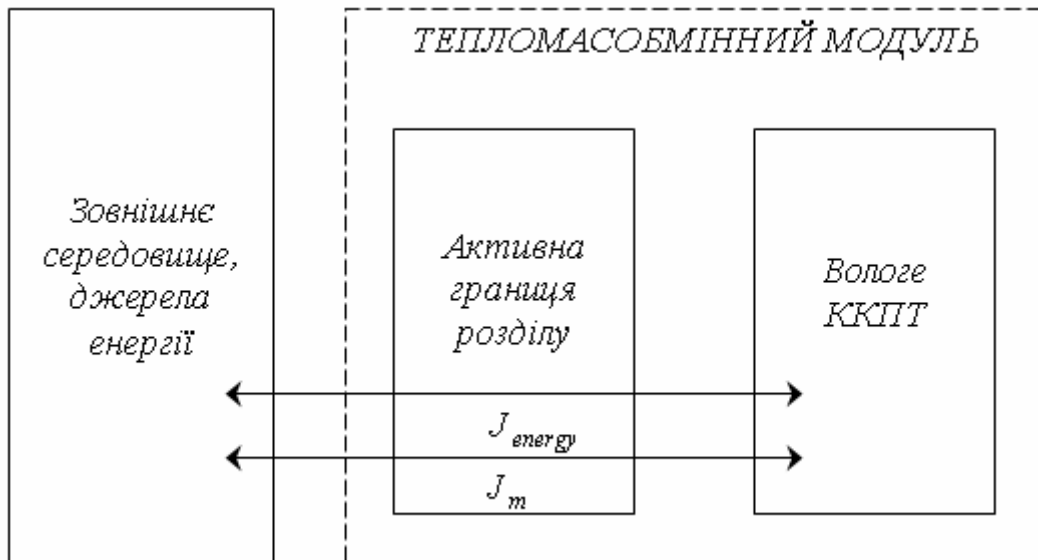 ТЕПЛОМАСОБМІННИЙ МОДУЛЬ
Зовнішнє
середовище,
джерела
енергії
Активна
границя
розділу
Вологе
ККПТ
J energy
J m